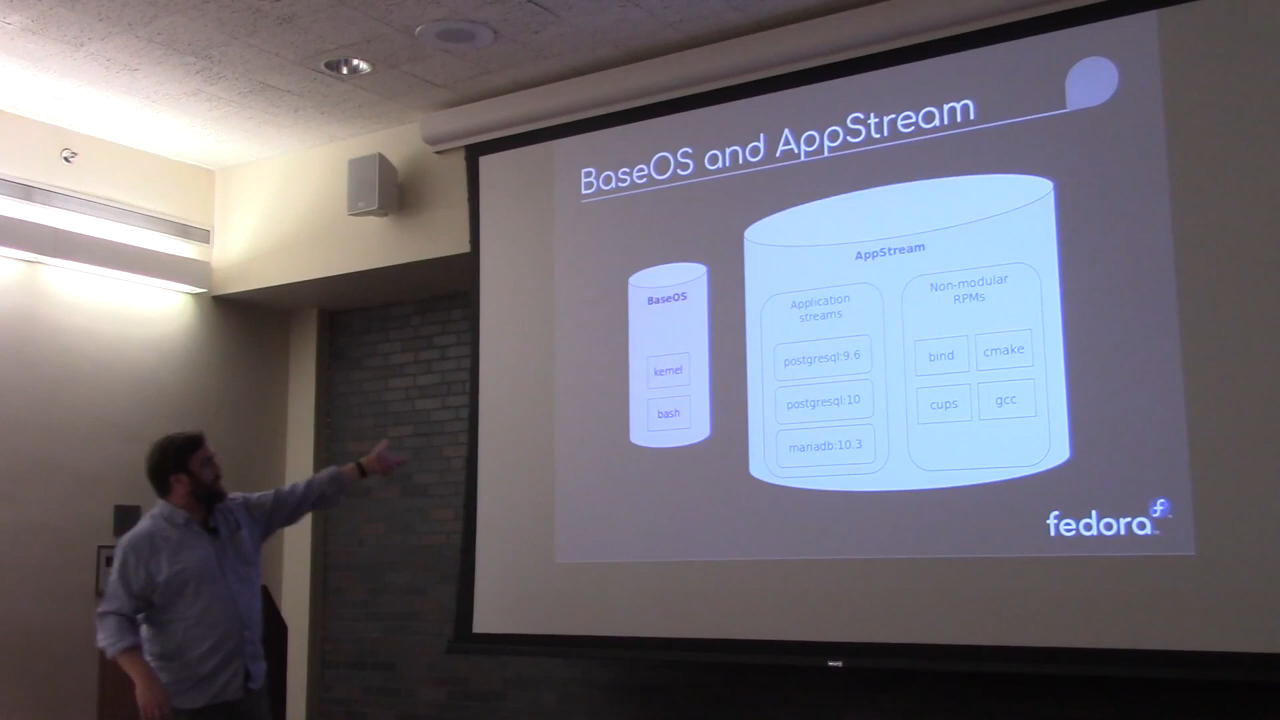 BaseOS and AppStream
BaseOS
kernel
bash
AppStream
Application
streams
postgresql:9.6
postgresql:10
mariadb:10.3
Non-modular
RPMs
bind
cmake
cups
gcc
fedora